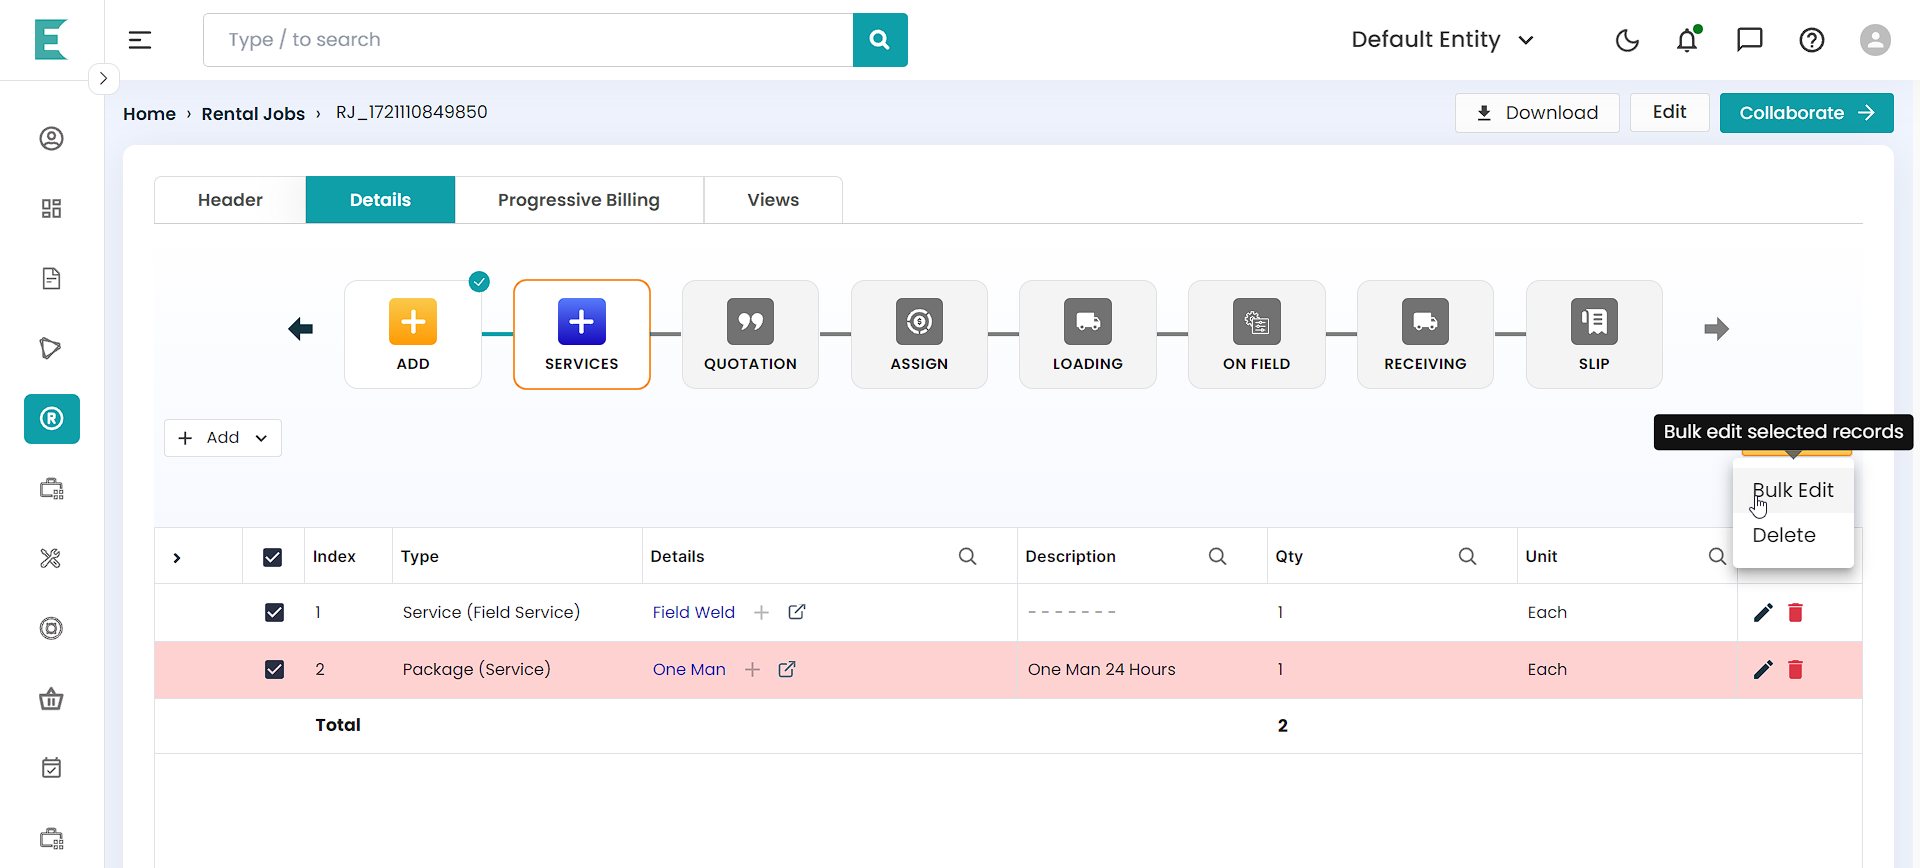 Type / to search
Default Entity
Home › Rental Jobs › RJ_1721110849850
Download
Edit
Collaborate
Header
Details
Progressive Billing
Views
ADD
SERVICES
QUOTATION
ASSIGN
LOADING
ON FIELD
RECEIVING
SLIP
+ Add
Bulk edit selected records
Bulk Edit
Delete
Index Type Details Description Qty Unit
1 Service (Field Service) Field Weld - - - - - - - 1 Each
2 Package (Service) One Man One Man 24 Hours 1 Each
Total 2